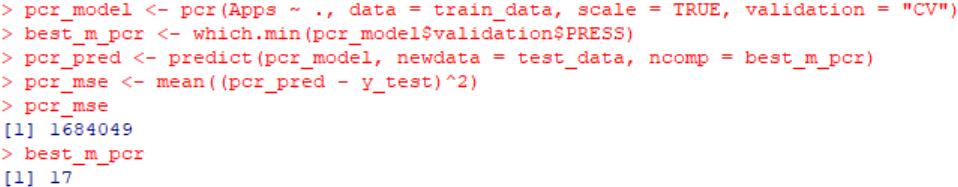 > pcr_model <- pcr(Apps ~ ., data = train_data, scale = TRUE, validation = "CV")
> best_m_pcr <- which.min(pcr_model$validation$PRESS)
> pcr_pred <- predict(pcr_model, newdata = test_data, ncomp = best_m_pcr)
> pcr_mse <- mean((pcr_pred - y_test)^2)
> pcr_mse
[1] 1684049
> best_m_pcr
[1] 17